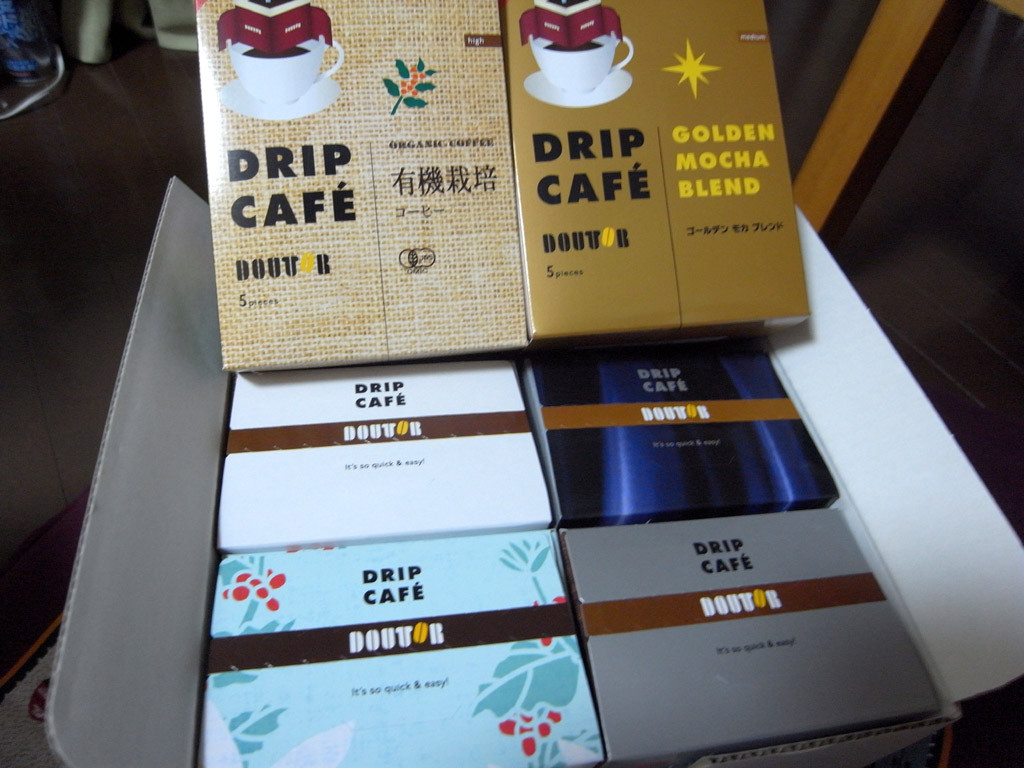 high
ORGANIC COFFEE
DRIP
CAFÉ
有機栽培
コーヒー
DOUTOR
5 pieces
medium
DRIP
CAFÉ
GOLDEN
MOCHA
BLEND
ゴールデン モカ ブレンド
DOUTOR
5 pieces
DRIP
CAFÉ
DOUTOR
It's so quick & easy!
DRIP
CAFÉ
DOUTOR
It's so quick & easy!
DRIP
CAFÉ
DOUTOR
It's so quick & easy!
DRIP
CAFÉ
DOUTOR
It's so quick & easy!